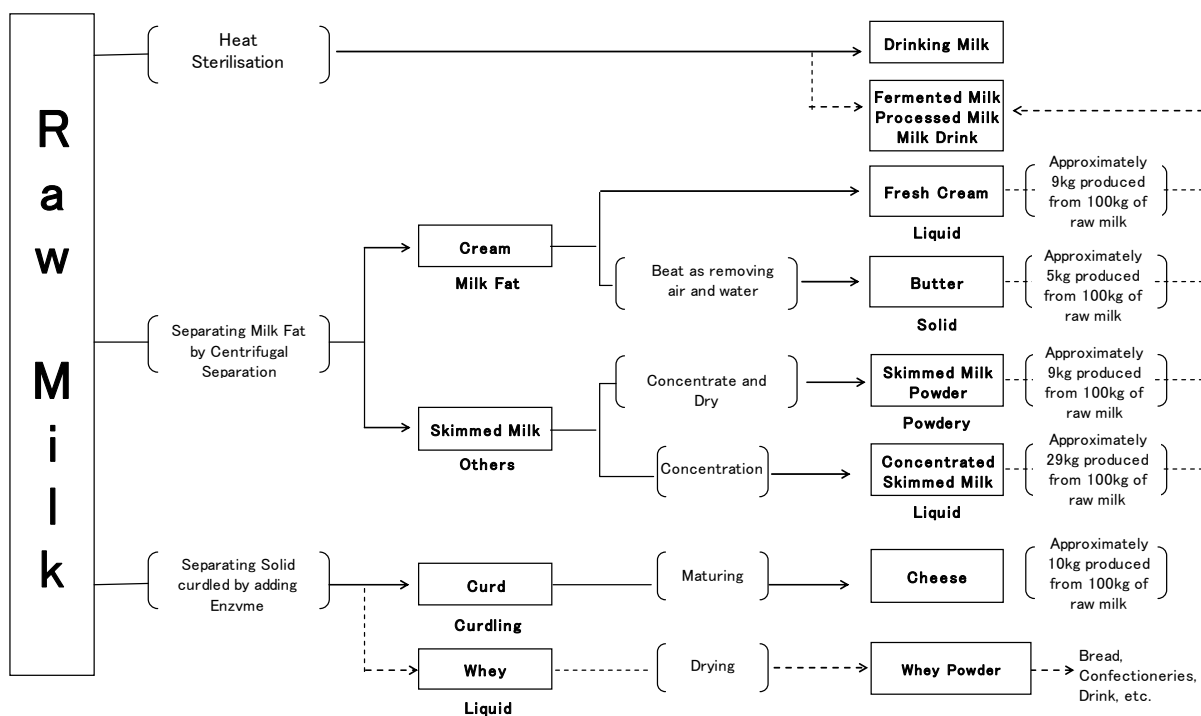 Raw Milk
Heat
Sterilisation
Drinking Milk
Fermented Milk
Processed Milk
Milk Drink
Separating Milk Fat
by Centrifugal
Separation
Cream
Milk Fat
Fresh Cream
Liquid
Approximately
9kg produced
from 100kg of
raw milk
Beat as removing
air and water
Butter
Solid
Approximately
5kg produced
from 100kg of
raw milk
Skimmed Milk
Others
Concentrate and
Dry
Skimmed Milk
Powder
Powdery
Approximately
9kg produced
from 100kg of
raw milk
Concentration
Concentrated
Skimmed Milk
Liquid
Approximately
29kg produced
from 100kg of
raw milk
Separating Solid
curdled by adding
Enzyme
Curd
Curdling
Maturing
Cheese
Approximately
10kg produced
from 100kg of
raw milk
Whey
Liquid
Drying
Whey Powder
Bread,
Confectioneries,
Drink, etc.